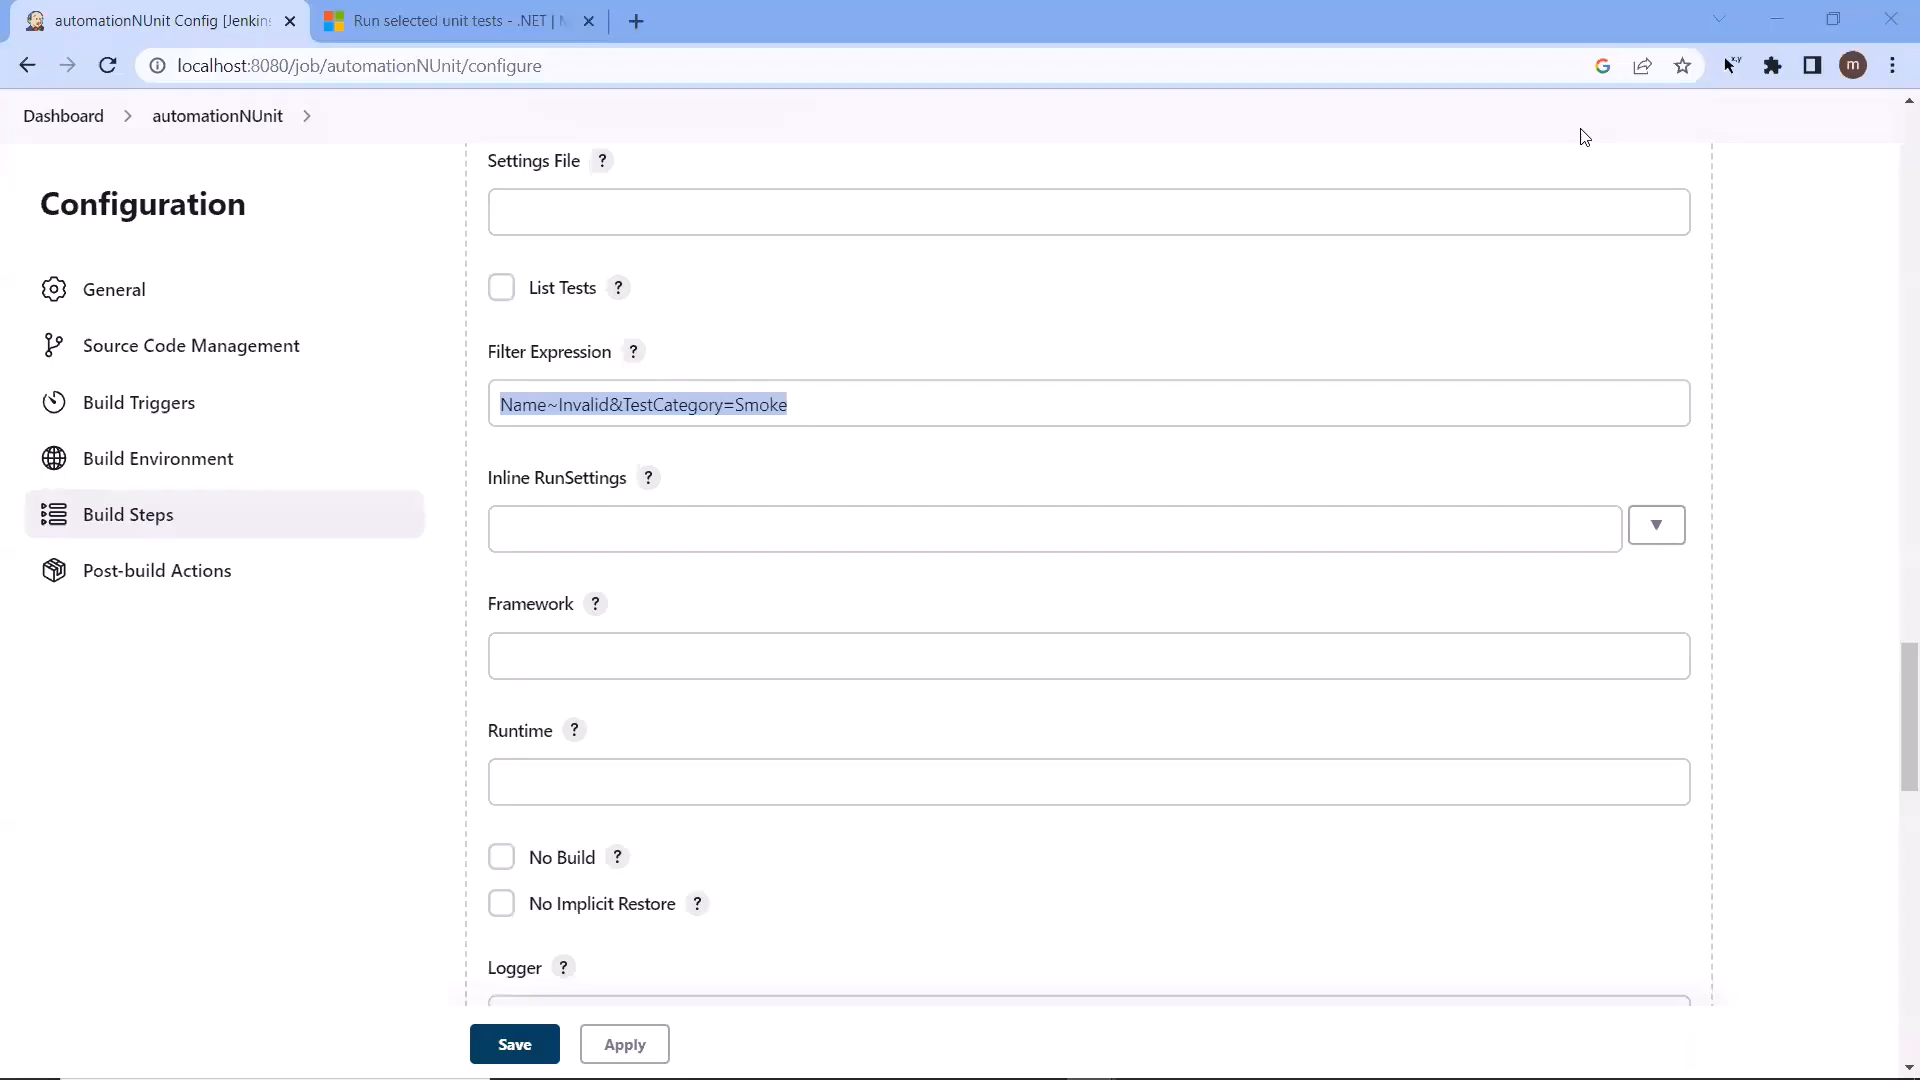 automationNUnit Config [Jenkins
Run selected unit tests - .NET |
localhost:8080/job/automationNUnit/configure
m
Dashboard
automationNUnit
Configuration
General
Source Code Management
Build Triggers
Build Environment
Build Steps
Post-build Actions
Settings File ?
List Tests ?
Filter Expression ?
Name~Invalid&TestCategory=Smoke
Inline RunSettings ?
Framework ?
Runtime ?
No Build ?
No Implicit Restore ?
Logger ?
Save
Apply